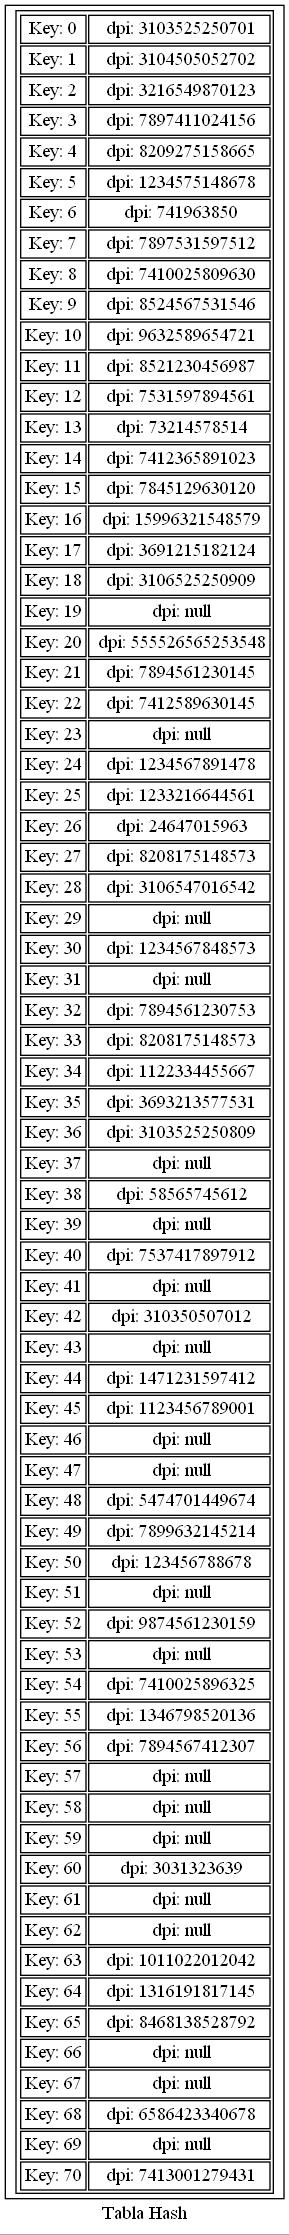 Key: 0 dpi: 3103525250701
Key: 1 dpi: 3104505052702
Key: 2 dpi: 3216549870123
Key: 3 dpi: 7897411024156
Key: 4 dpi: 8209275158665
Key: 5 dpi: 1234575148678
Key: 6 dpi: 741963850
Key: 7 dpi: 7897531597512
Key: 8 dpi: 7410025809630
Key: 9 dpi: 8524567531546
Key: 10 dpi: 9632589654721
Key: 11 dpi: 8521230456987
Key: 12 dpi: 7531597894561
Key: 13 dpi: 73214578514
Key: 14 dpi: 7412365891023
Key: 15 dpi: 7845129630120
Key: 16 dpi: 15996321548579
Key: 17 dpi: 3691215182124
Key: 18 dpi: 3106525250909
Key: 19 dpi: null
Key: 20 dpi: 555526565253548
Key: 21 dpi: 7894561230145
Key: 22 dpi: 7412589630145
Key: 23 dpi: null
Key: 24 dpi: 1234567891478
Key: 25 dpi: 1233216644561
Key: 26 dpi: 24647015963
Key: 27 dpi: 8208175148573
Key: 28 dpi: 3106547016542
Key: 29 dpi: null
Key: 30 dpi: 1234567848573
Key: 31 dpi: null
Key: 32 dpi: 7894561230753
Key: 33 dpi: 8208175148573
Key: 34 dpi: 1122334455667
Key: 35 dpi: 3693213577531
Key: 36 dpi: 3103525250809
Key: 37 dpi: null
Key: 38 dpi: 58565745612
Key: 39 dpi: null
Key: 40 dpi: 7537417897912
Key: 41 dpi: null
Key: 42 dpi: 310350507012
Key: 43 dpi: null
Key: 44 dpi: 1471231597412
Key: 45 dpi: 1123456789001
Key: 46 dpi: null
Key: 47 dpi: null
Key: 48 dpi: 5474701449674
Key: 49 dpi: 7899632145214
Key: 50 dpi: 123456788678
Key: 51 dpi: null
Key: 52 dpi: 9874561230159
Key: 53 dpi: null
Key: 54 dpi: 7410025896325
Key: 55 dpi: 1346798520136
Key: 56 dpi: 7894567412307
Key: 57 dpi: null
Key: 58 dpi: null
Key: 59 dpi: null
Key: 60 dpi: 3031323639
Key: 61 dpi: null
Key: 62 dpi: null
Key: 63 dpi: 1011022012042
Key: 64 dpi: 1316191817145
Key: 65 dpi: 8468138528792
Key: 66 dpi: null
Key: 67 dpi: null
Key: 68 dpi: 6586423340678
Key: 69 dpi: null
Key: 70 dpi: 7413001279431
Tabla Hash